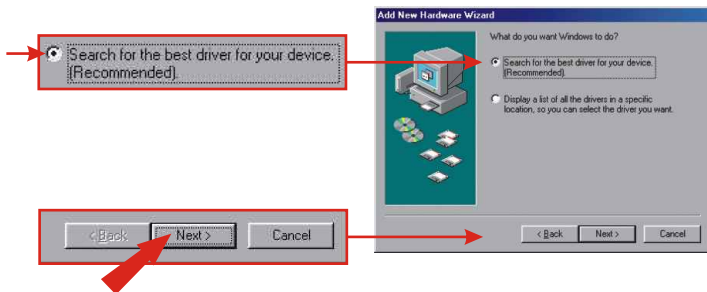 Search for the best driver for your device.
(Recommended).
< Back
Next >
Cancel
Add New Hardware Wizard
What do you want Windows to do?
Search for the best driver for your device.
(Recommended).
Display a list of all the drivers in a specific
location, so you can select the driver you want.
< Back
Next >
Cancel